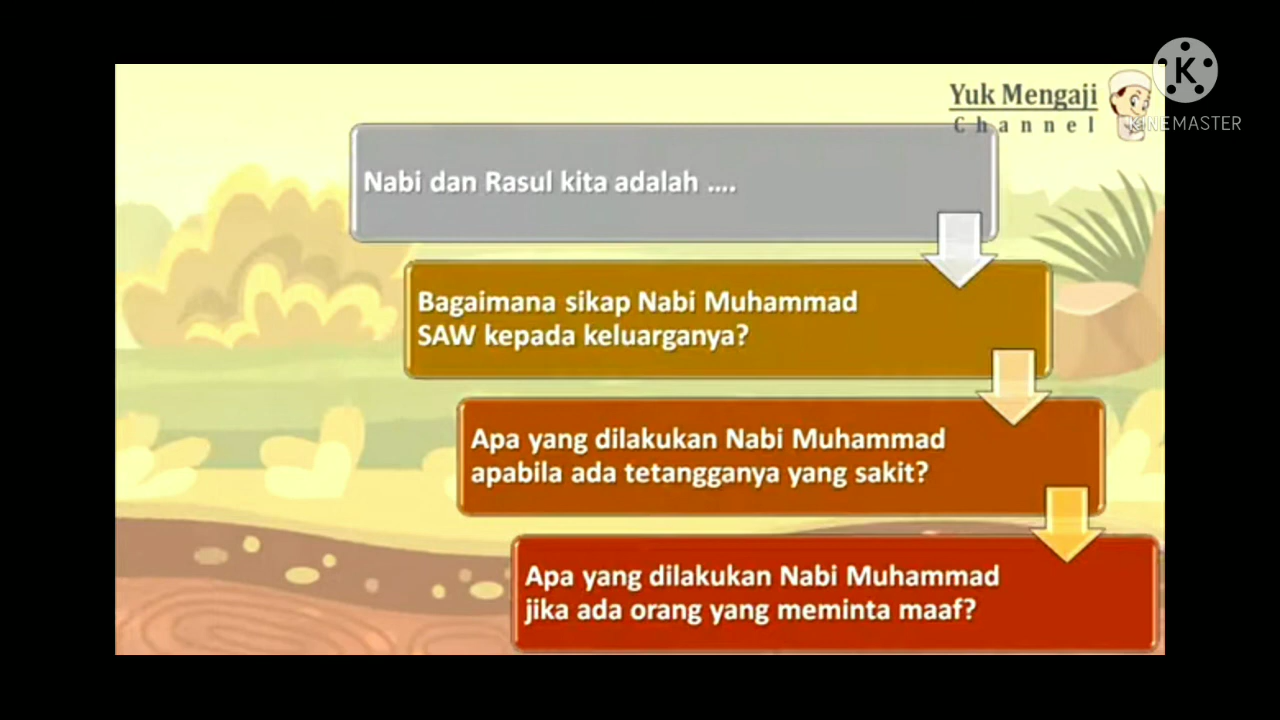 Yuk Mengaji
Channel
K
KINEMASTER
Nabi dan Rasul kita adalah ....
Bagaimana sikap Nabi Muhammad
SAW kepada keluarganya?
Apa yang dilakukan Nabi Muhammad
apabila ada tetangganya yang sakit?
Apa yang dilakukan Nabi Muhammad
jika ada orang yang meminta maaf?